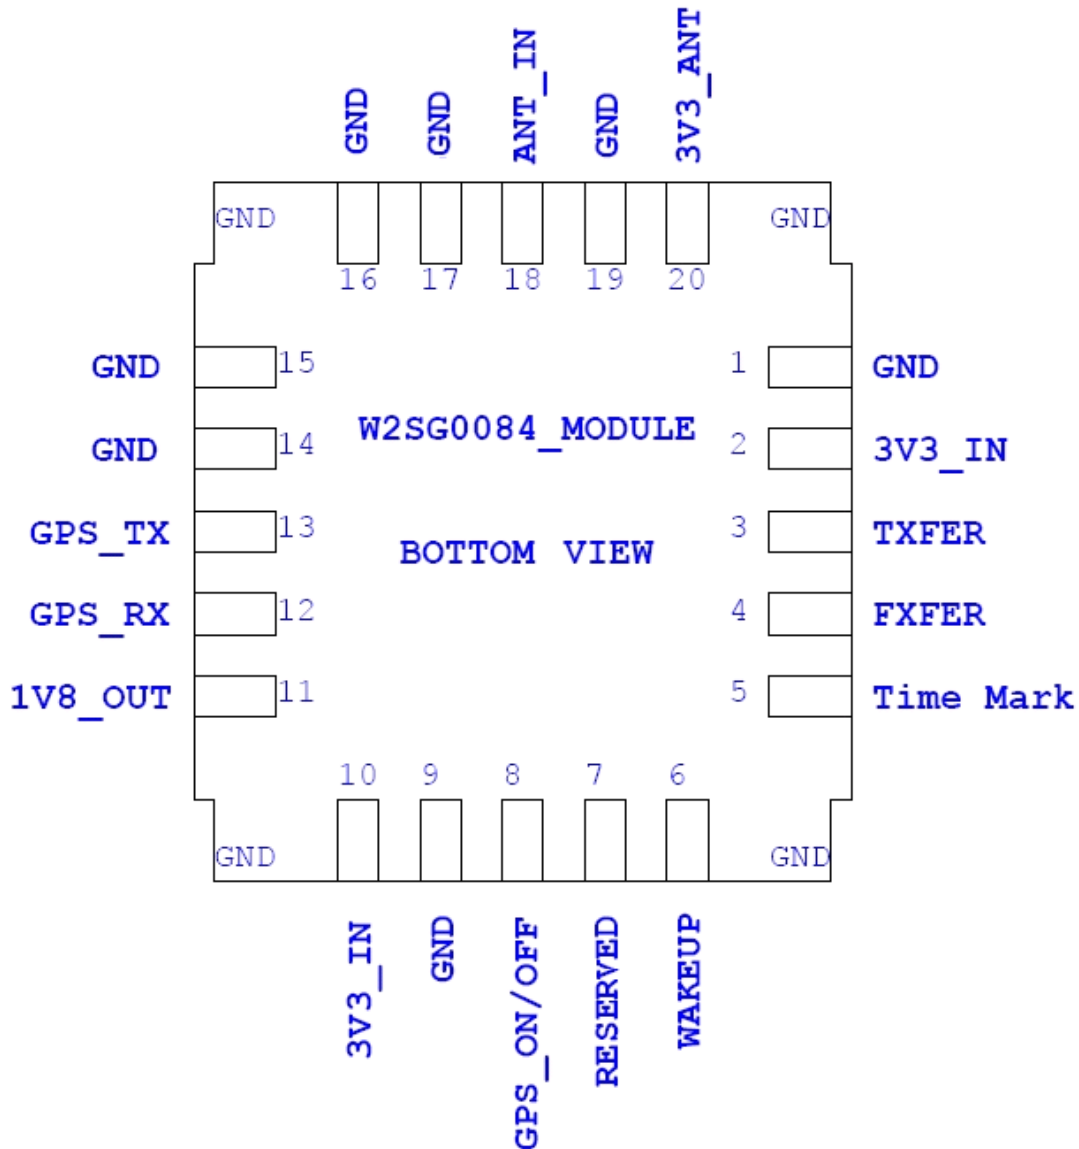 GND
GND
ANT_IN
GND
3V3_ANT
GND
GND
16
17
18
19
20
GND
15
1
GND
W2SG0084_MODULE
GND
14
2
3V3_IN
GPS_TX
13
3
TXFER
BOTTOM VIEW
GPS_RX
12
4
FXFER
1V8_OUT
11
5
Time Mark
10
9
8
7
6
GND
GND
3V3_IN
GND
GPS_ON/OFF
RESERVED
WAKEUP